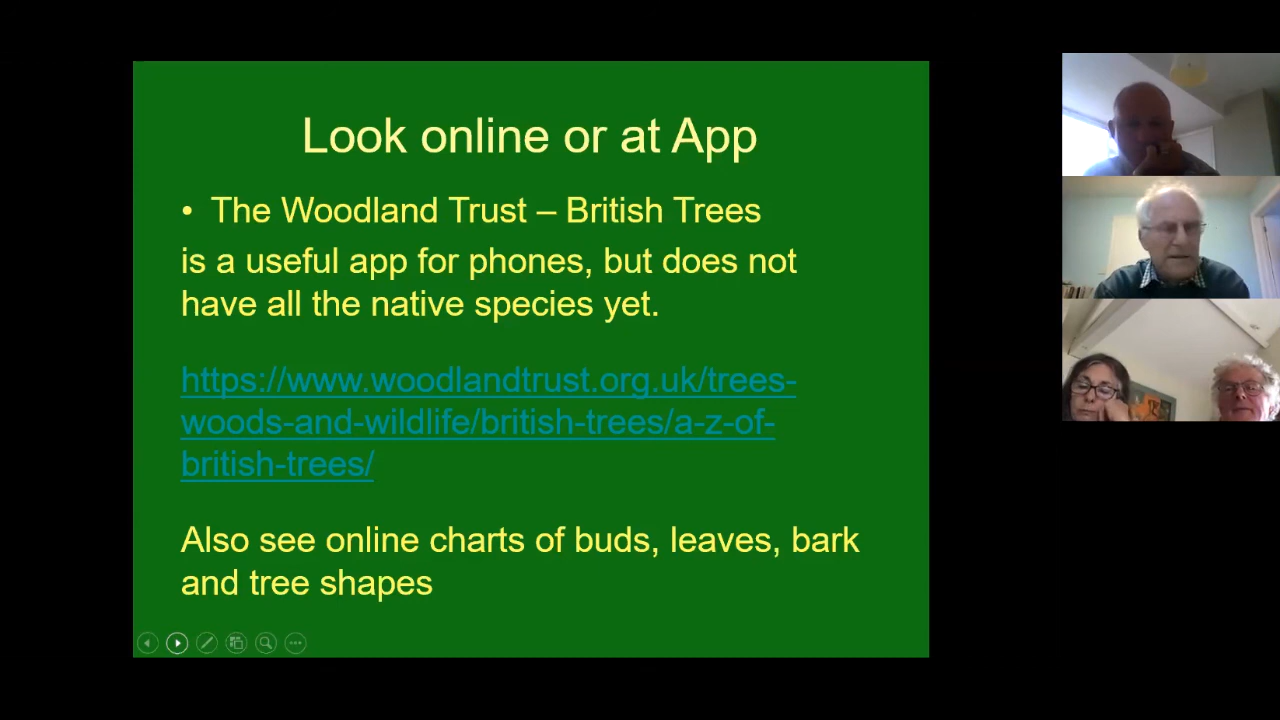 Look online or at App
• The Woodland Trust – British Trees
is a useful app for phones, but does not
have all the native species yet.
https://www.woodlandtrust.org.uk/trees-
woods-and-wildlife/british-trees/a-z-of-
british-trees/
Also see online charts of buds, leaves, bark
and tree shapes